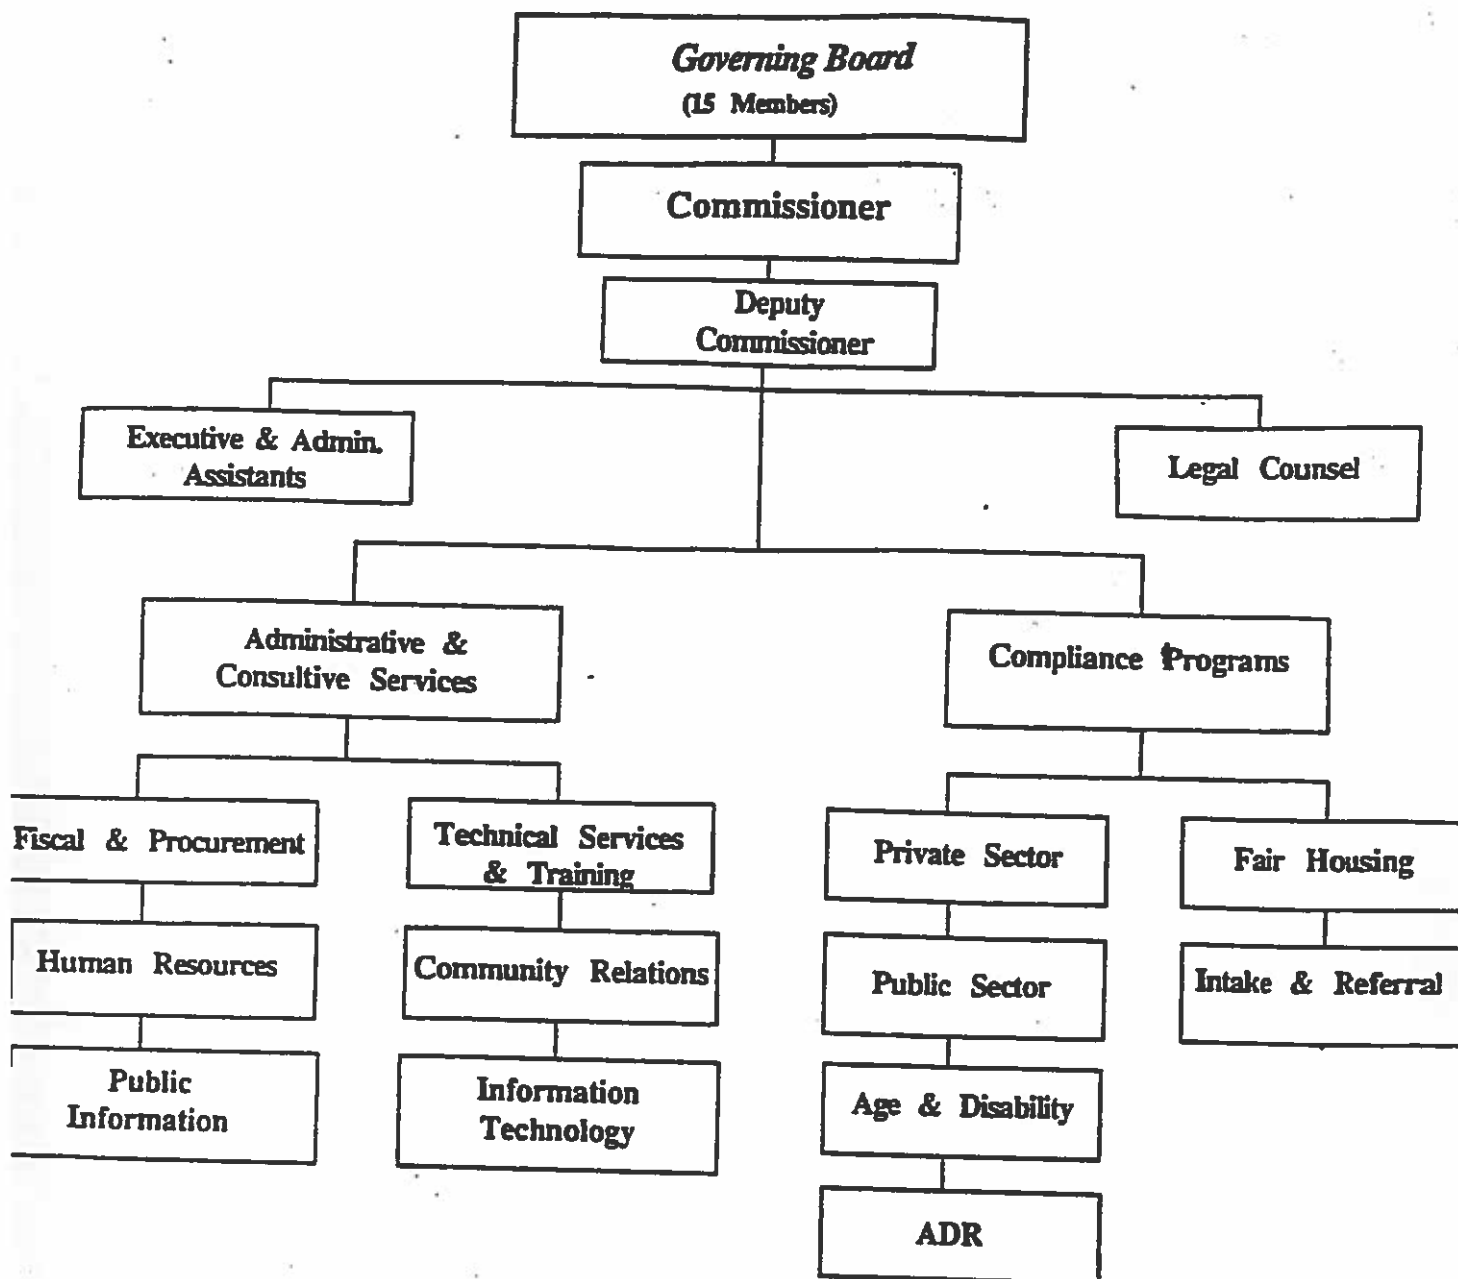 Governing Board
(15 Members)
Commissioner
Deputy
Commissioner
Executive & Admin.
Assistants
Legal Counsel
Administrative &
Consultive Services
Compliance Programs
Fiscal & Procurement
Technical Services
& Training
Private Sector
Fair Housing
Human Resources
Community Relations
Public Sector
Intake & Referral
Public
Information
Information
Technology
Age & Disability
ADR